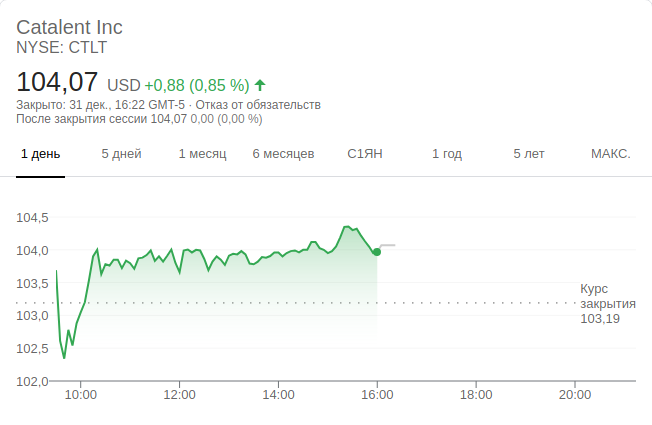 Catalent Inc
NYSE: CTLT
104,07 USD +0,88 (0,85 %)
Закрыто: 31 дек., 16:22 GMT-5 · Отказ от обязательств
После закрытия сессии 104,07 0,00 (0,00 %)
1 день 5 дней 1 месяц 6 месяцев С1ЯН 1 год 5 лет МАКС.
104,5
104,0
103,5
Курс
закрытия
103,19
103,0
102,5
102,0
10:00 12:00 14:00 16:00 18:00 20:00